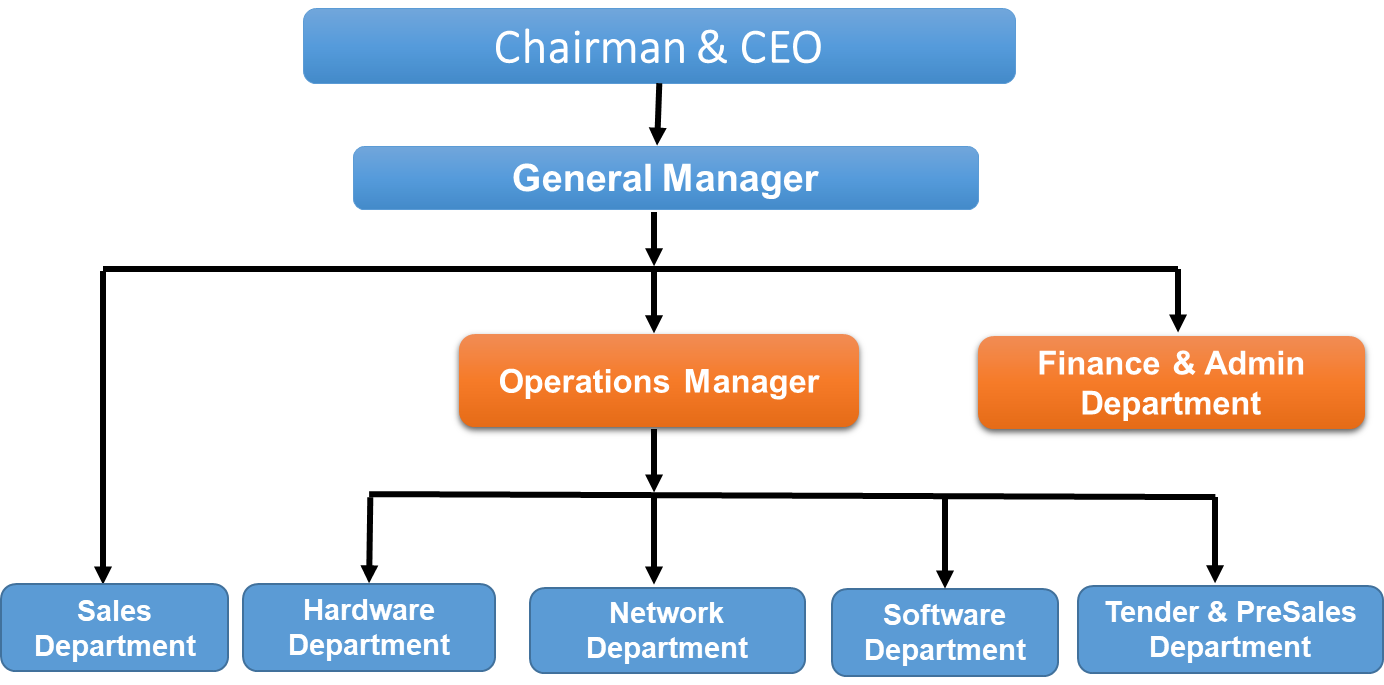 Chairman & CEO
General Manager
Operations Manager
Finance & Admin
Department
Sales
Department
Hardware
Department
Network
Department
Software
Department
Tender & PreSales
Department